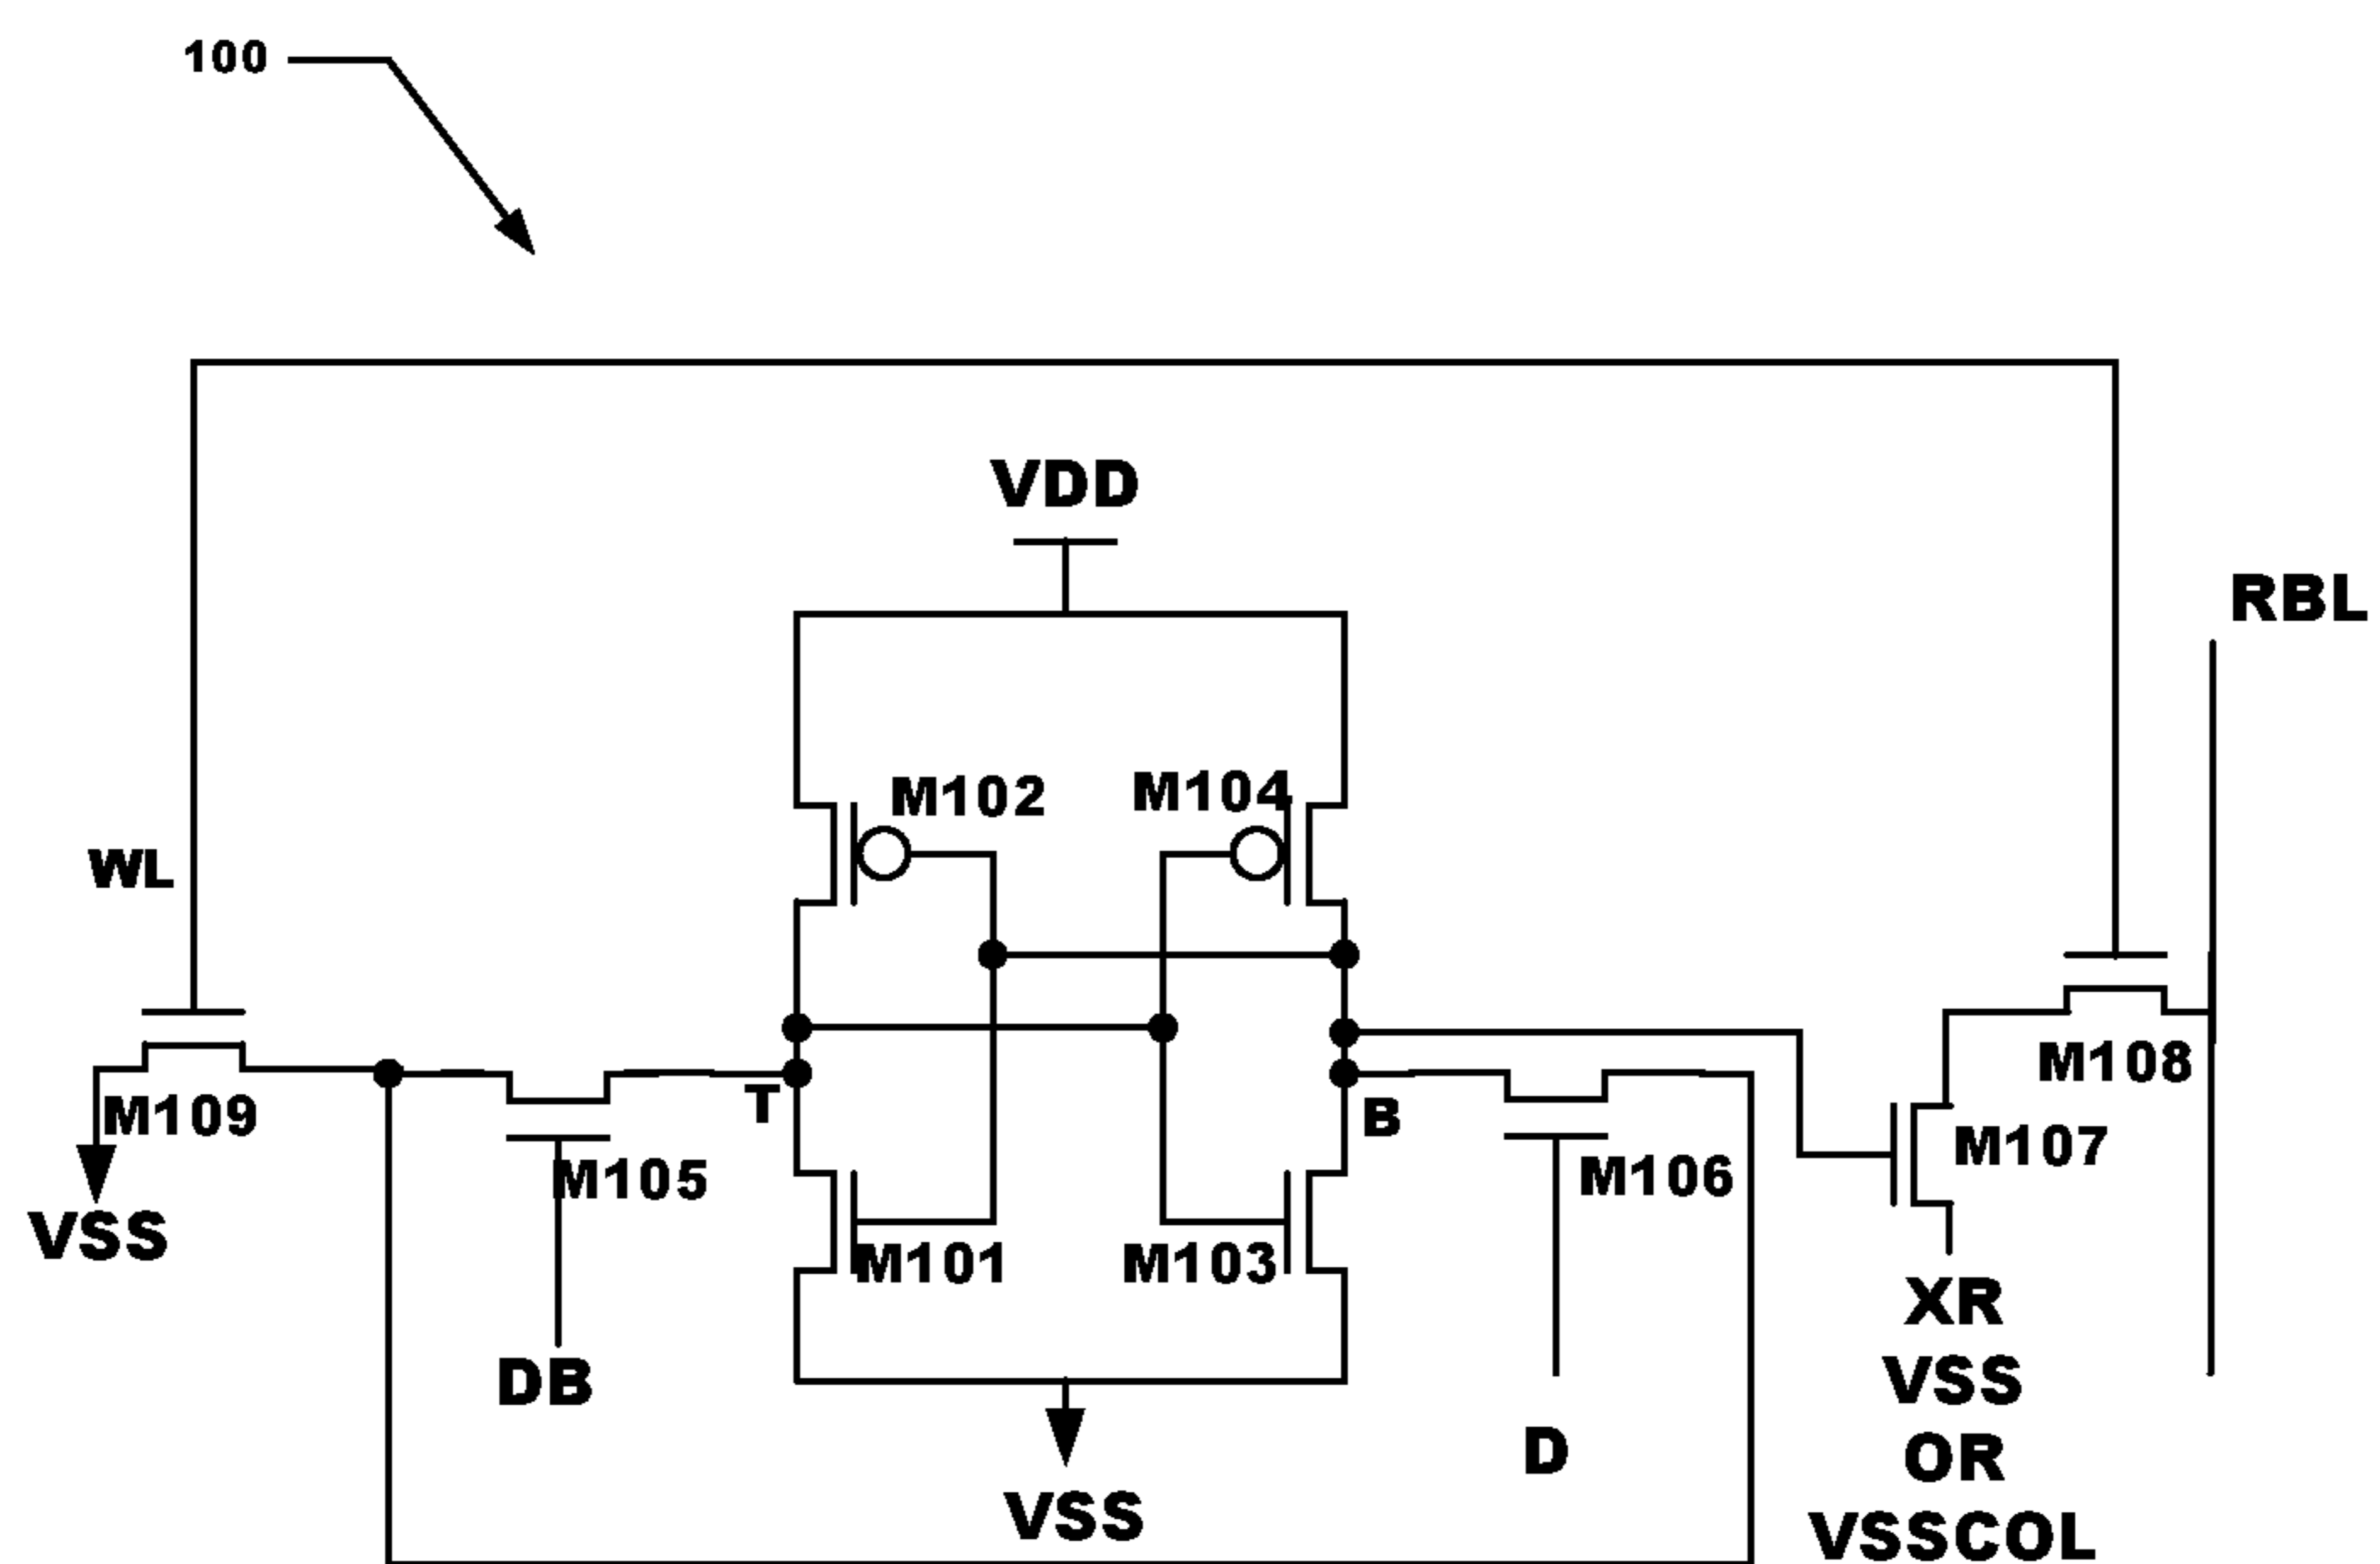 100
VDD
RBL
M102
M104
WL
M108
T
B
M109
M105
M106
M107
VSS
M101
M103
XR
VSS
OR
VSSCOL
DB
D
VSS